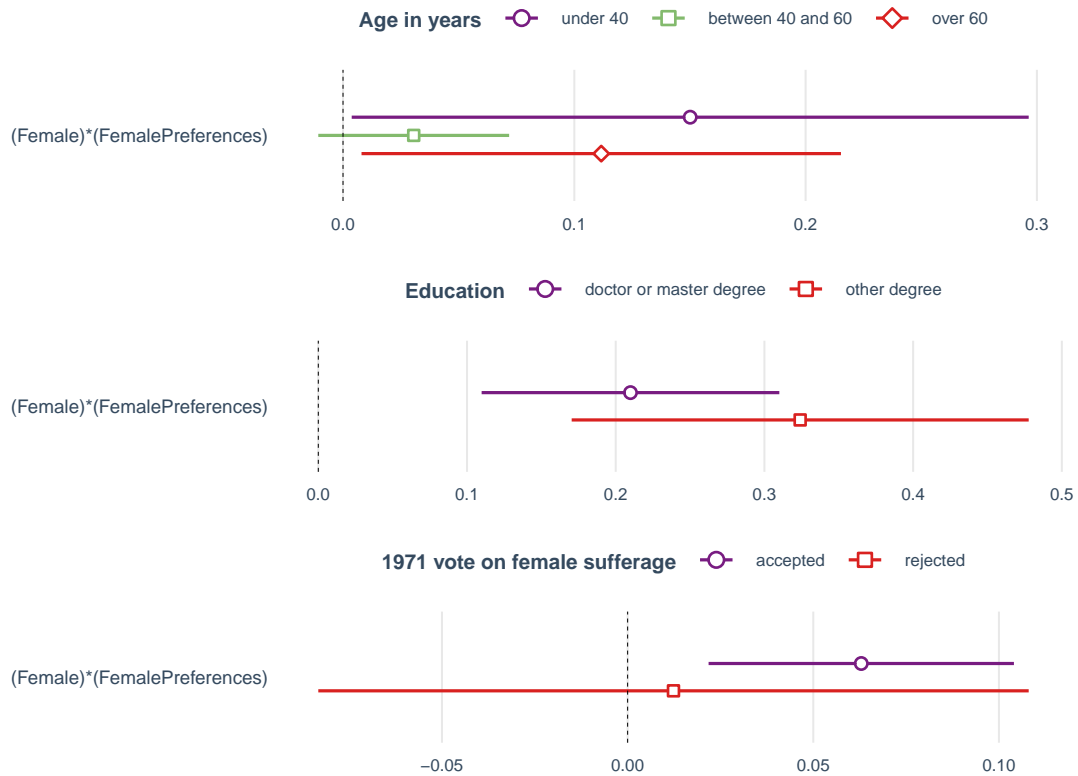 Age in years under 40 between 40 and 60 over 60
(Female)*(FemalePreferences)
0.0 0.1 0.2 0.3
Education doctor or master degree other degree
(Female)*(FemalePreferences)
0.0 0.1 0.2 0.3 0.4 0.5
1971 vote on female sufferage accepted rejected
(Female)*(FemalePreferences)
−0.05 0.00 0.05 0.10